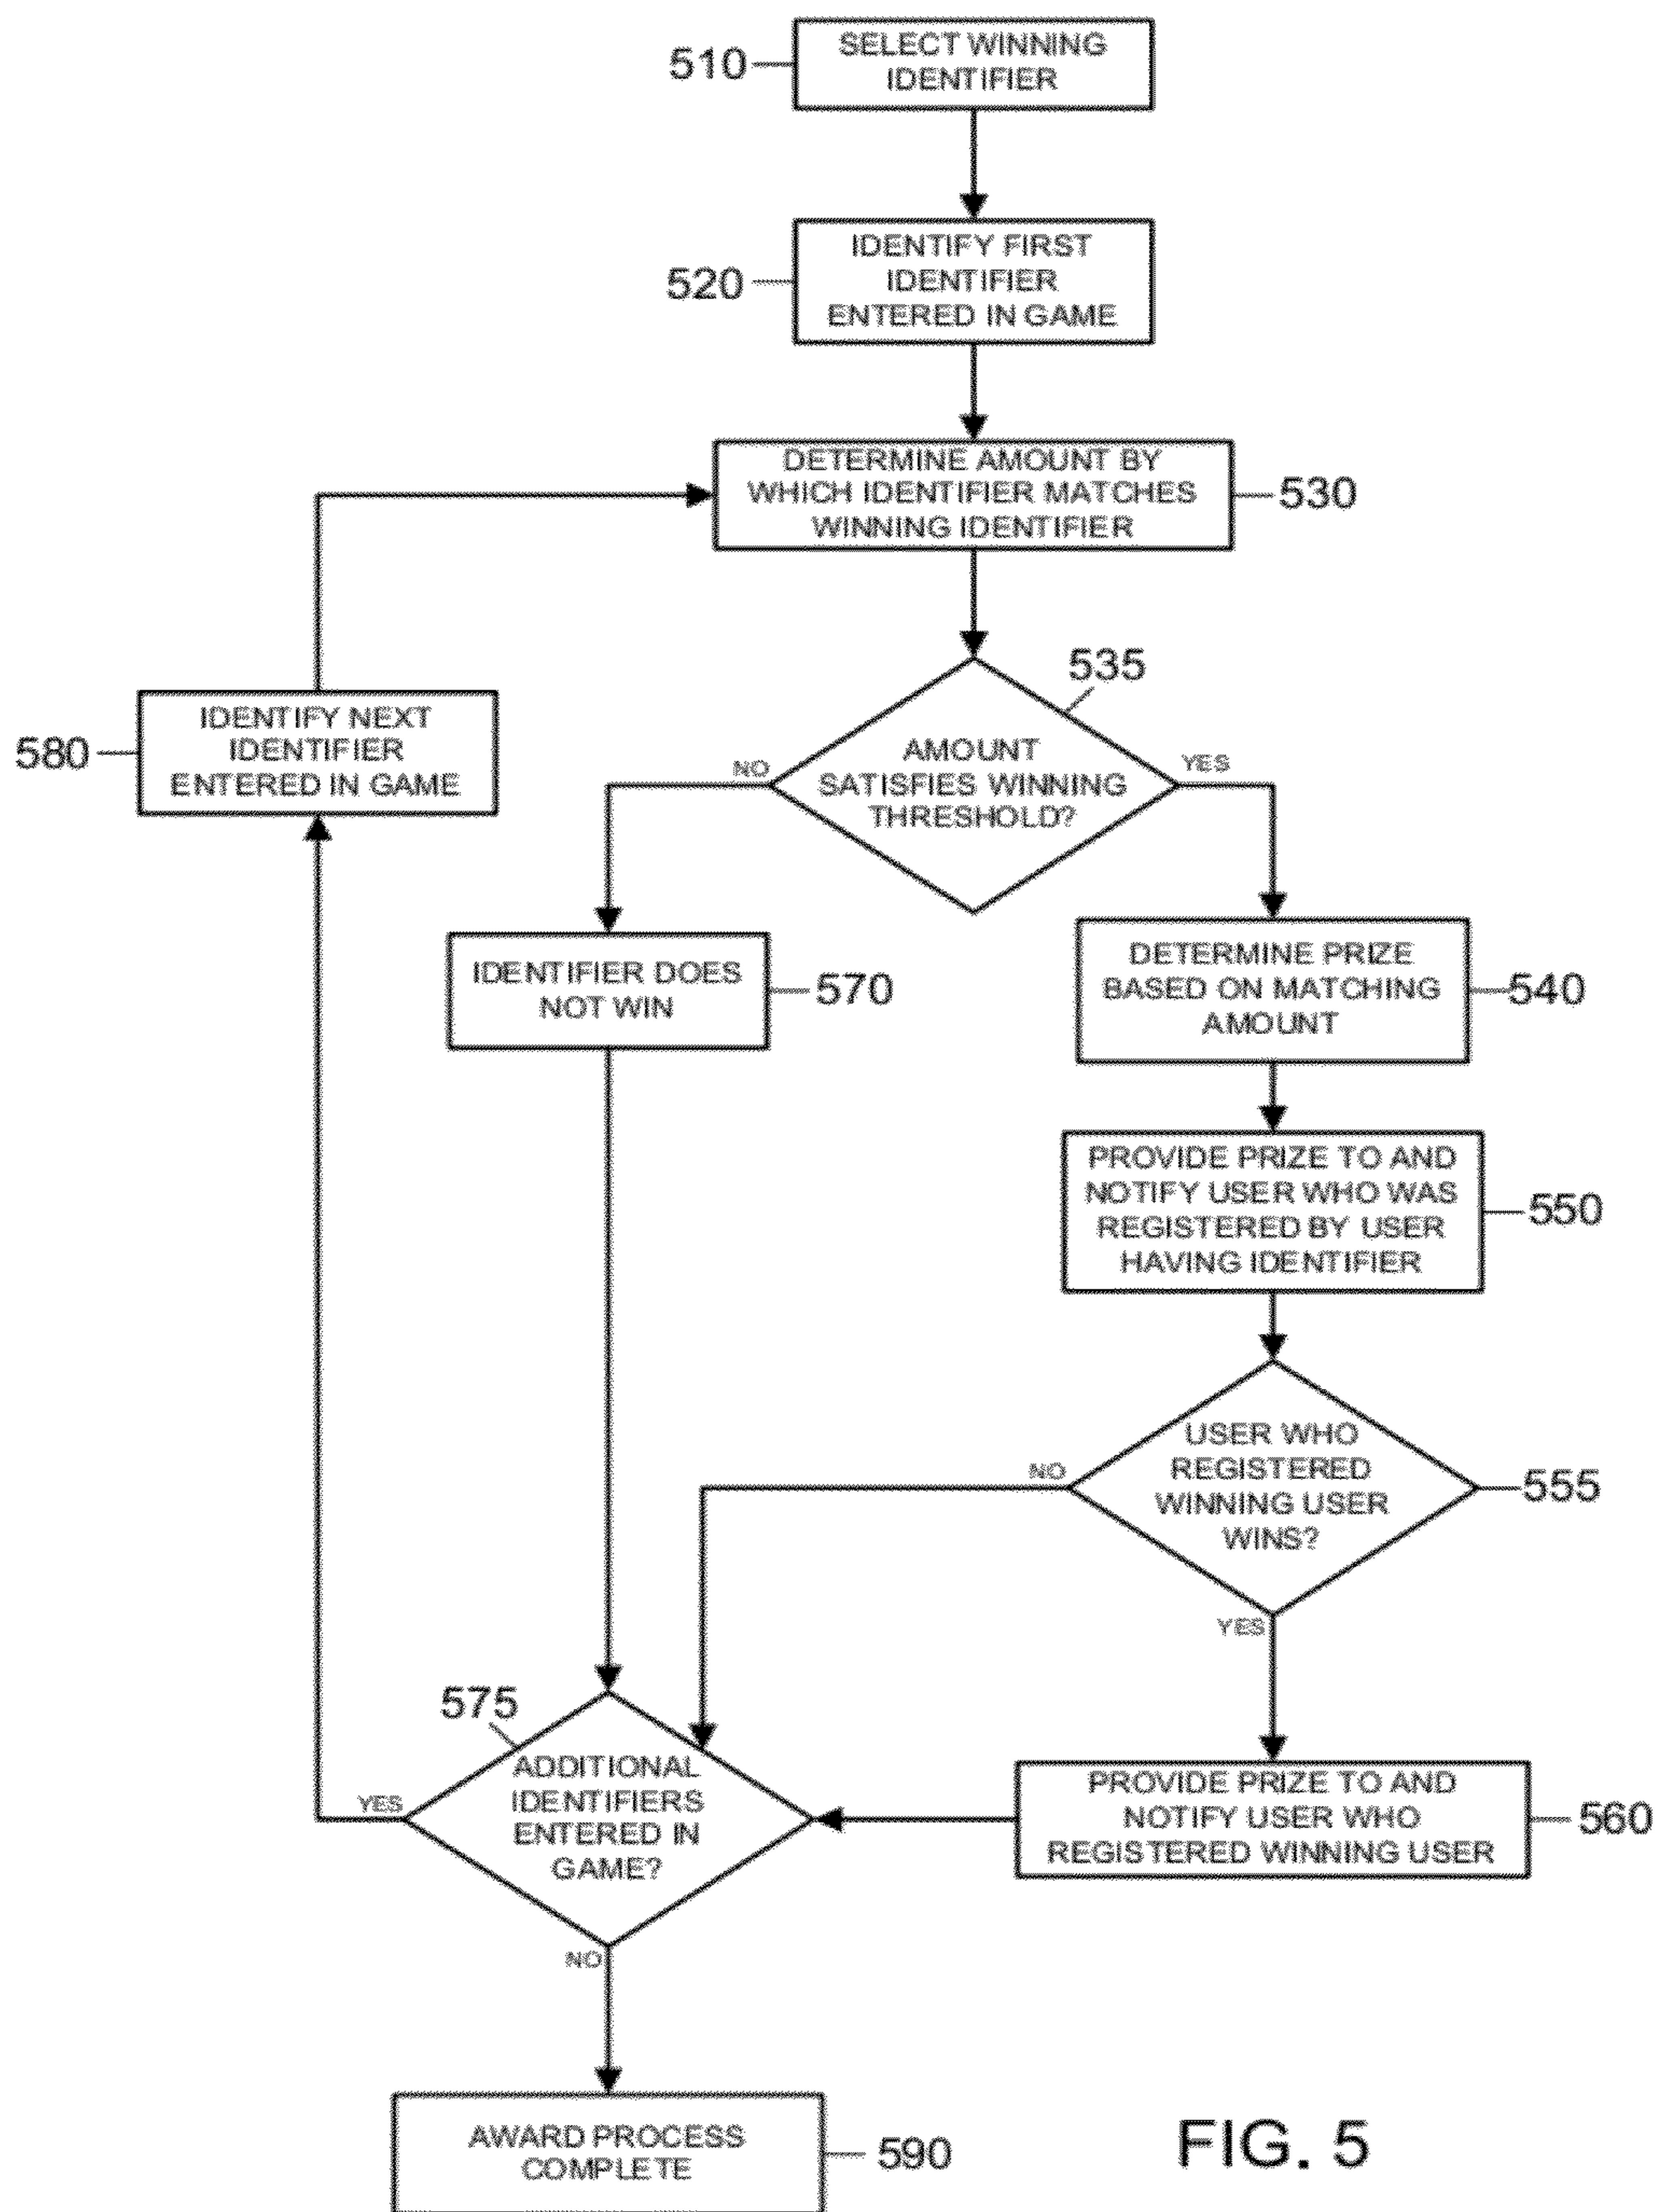 SELECT WINNING
IDENTIFIER
510
IDENTIFY FIRST
IDENTIFIER
ENTERED IN GAME
520
DETERMINE AMOUNT BY
WHICH IDENTIFIER MATCHES
WINNING IDENTIFIER
530
535
AMOUNT
SATISFIES WINNING
THRESHOLD?
NO
YES
580
IDENTIFY NEXT
IDENTIFIER
ENTERED IN GAME
IDENTIFIER DOES
NOT WIN
570
DETERMINE PRIZE
BASED ON MATCHING
AMOUNT
540
PROVIDE PRIZE TO AND
NOTIFY USER WHO WAS
REGISTERED BY USER
HAVING IDENTIFIER
550
USER WHO
REGISTERED
WINNING USER
WINS?
555
NO
YES
575
ADDITIONAL
IDENTIFIERS
ENTERED IN
GAME?
YES
NO
PROVIDE PRIZE TO AND
NOTIFY USER WHO
REGISTERED WINNING USER
560
AWARD PROCESS
COMPLETE
590
FIG. 5